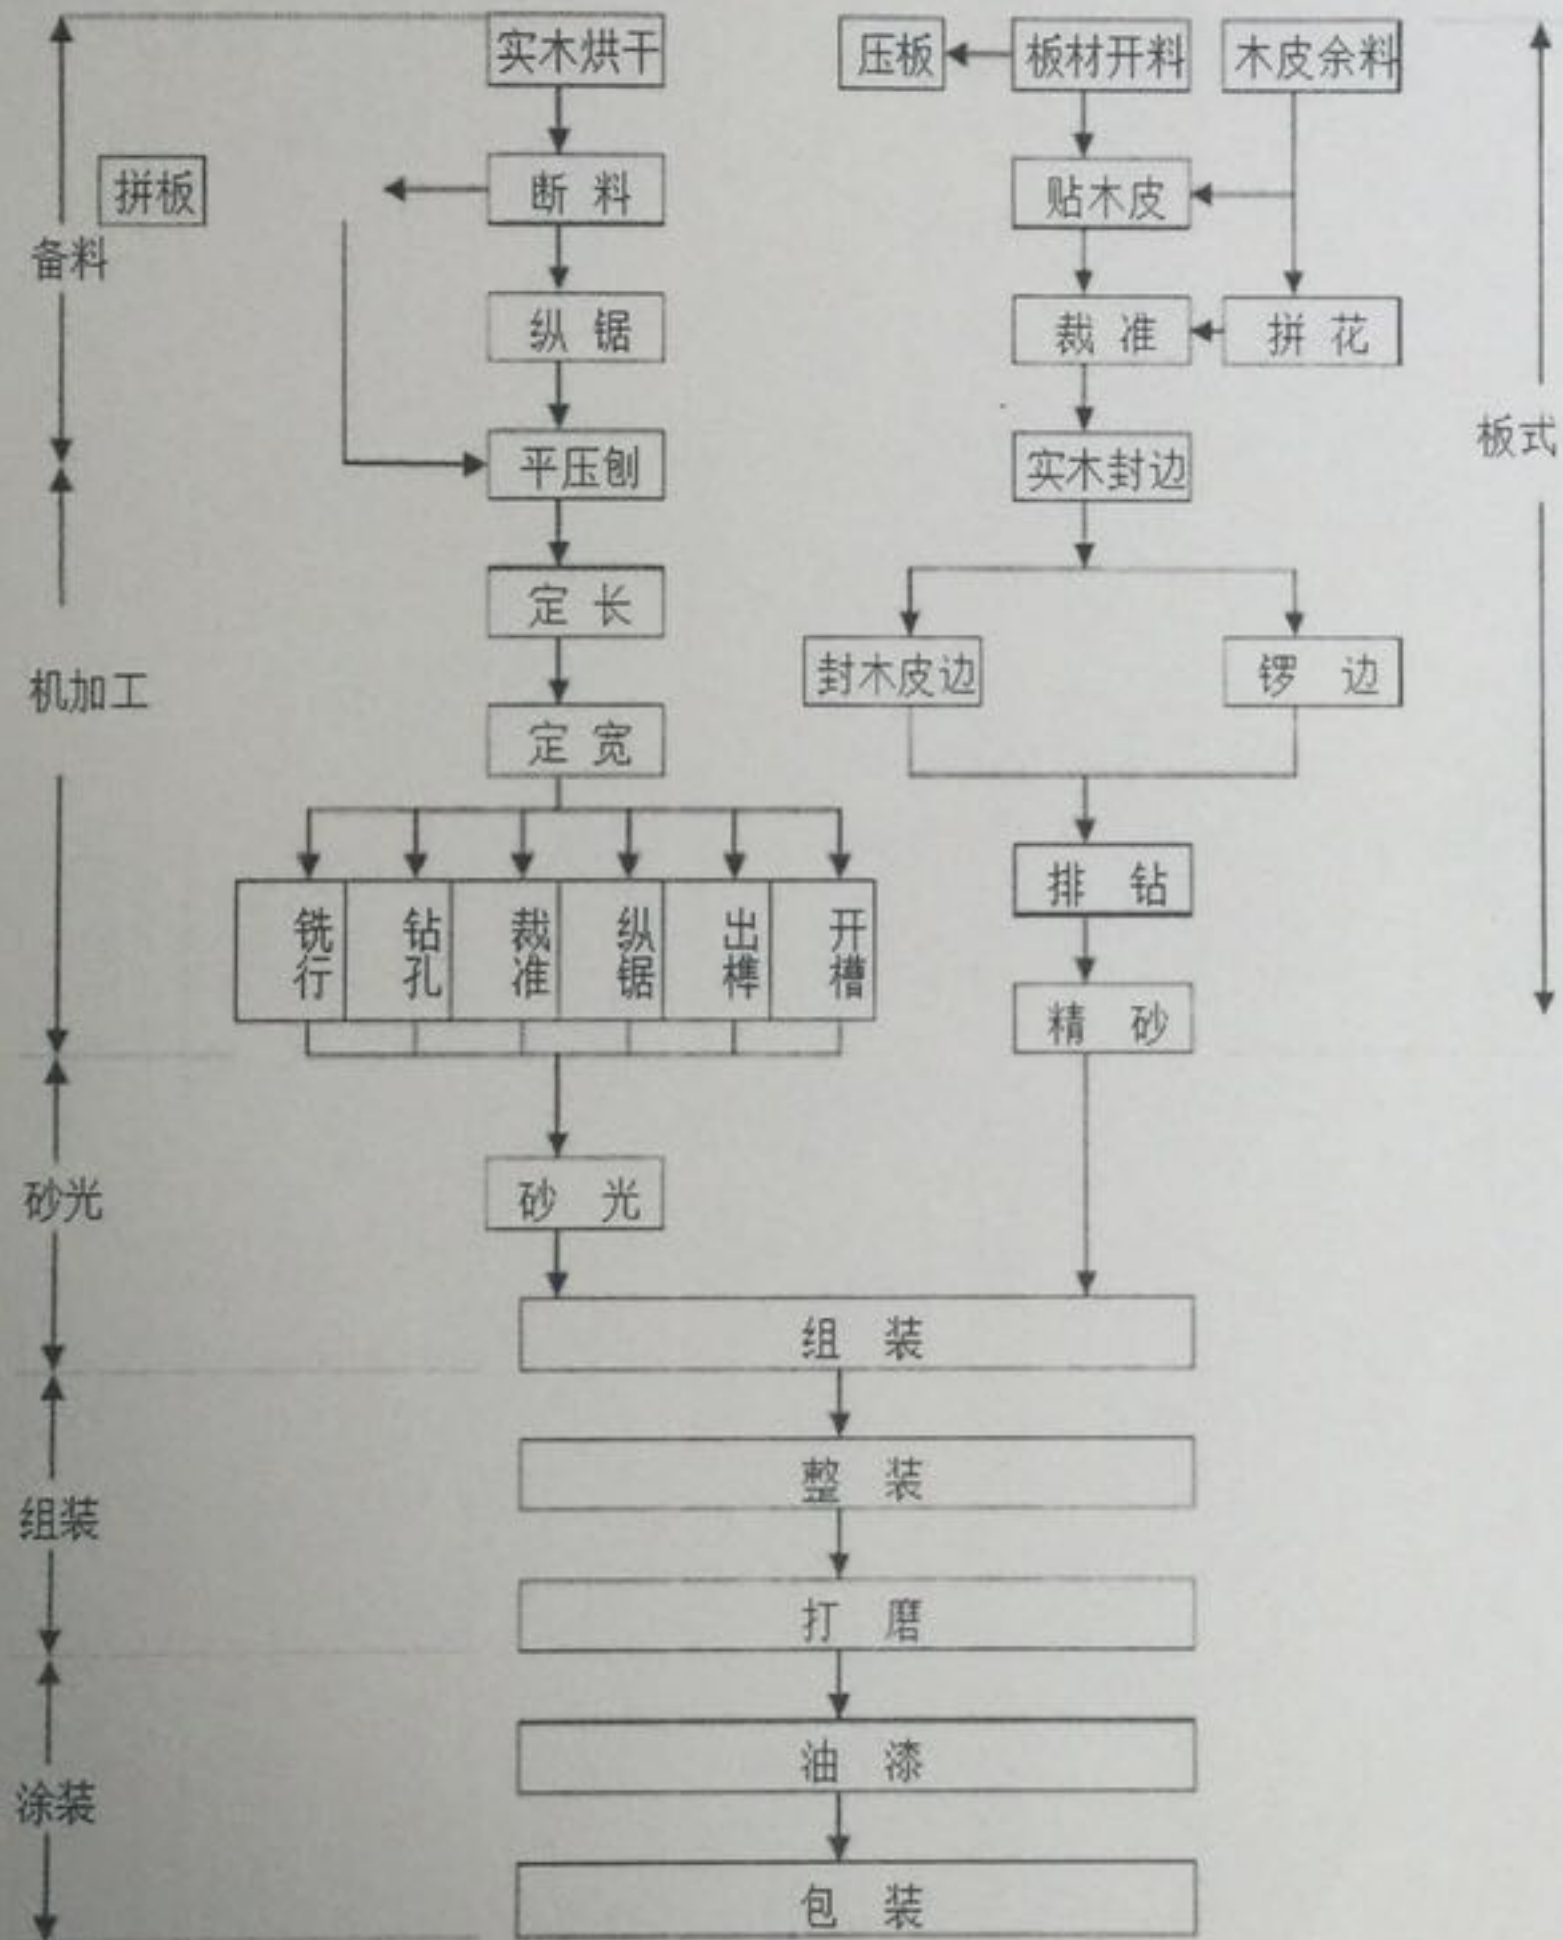 实木烘干
压板
板材开料
木皮余料
拼板
断料
贴木皮
备料
纵锯
裁准
拼花
板式
平压刨
实木封边
定长
机加工
封木皮边
锣边
定宽
排钻
铣行
钻孔
裁准
纵锯
出榫
开槽
精砂
砂光
砂光
组装
整装
组装
打磨
油漆
涂装
包装